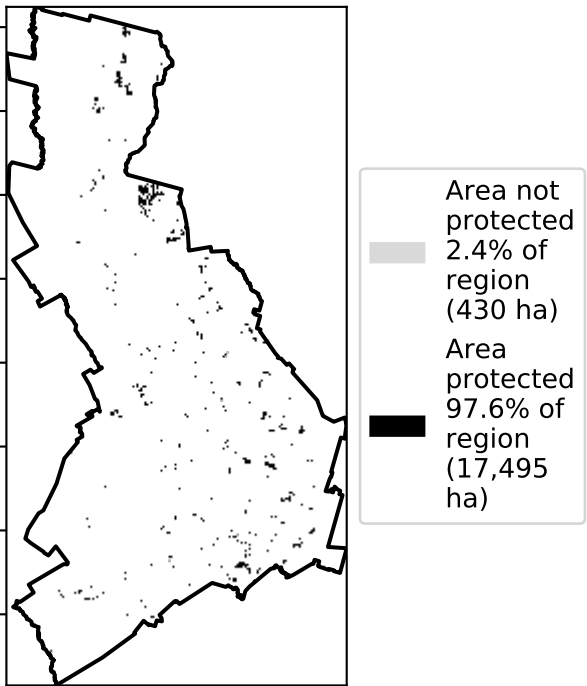 Area not
protected
2.4% of
region
(430 ha)
Area
protected
97.6% of
region
(17,495
ha)